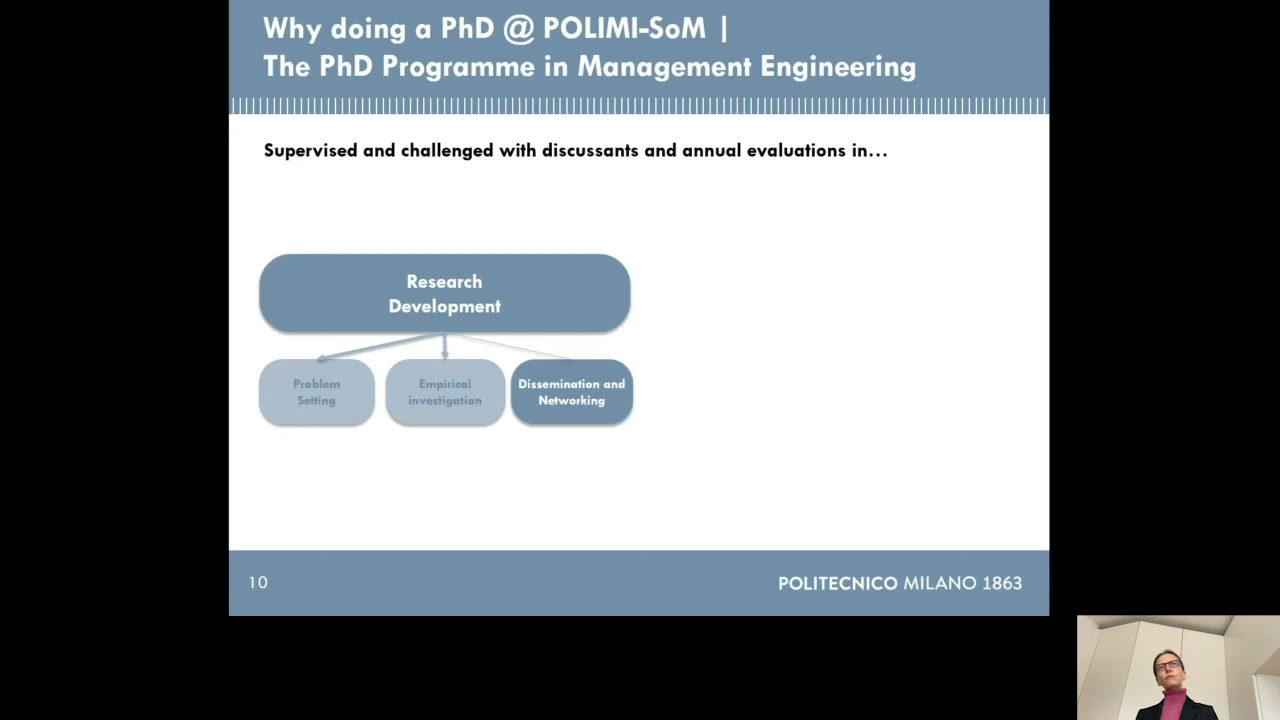 Why doing a PhD @ POLIMI-SoM |
The PhD Programme in Management Engineering
Supervised and challenged with discussants and annual evaluations in...
Research
Development
Problem
Setting
Empirical
investigation
Dissemination and
Networking
10
POLITECNICO MILANO 1863